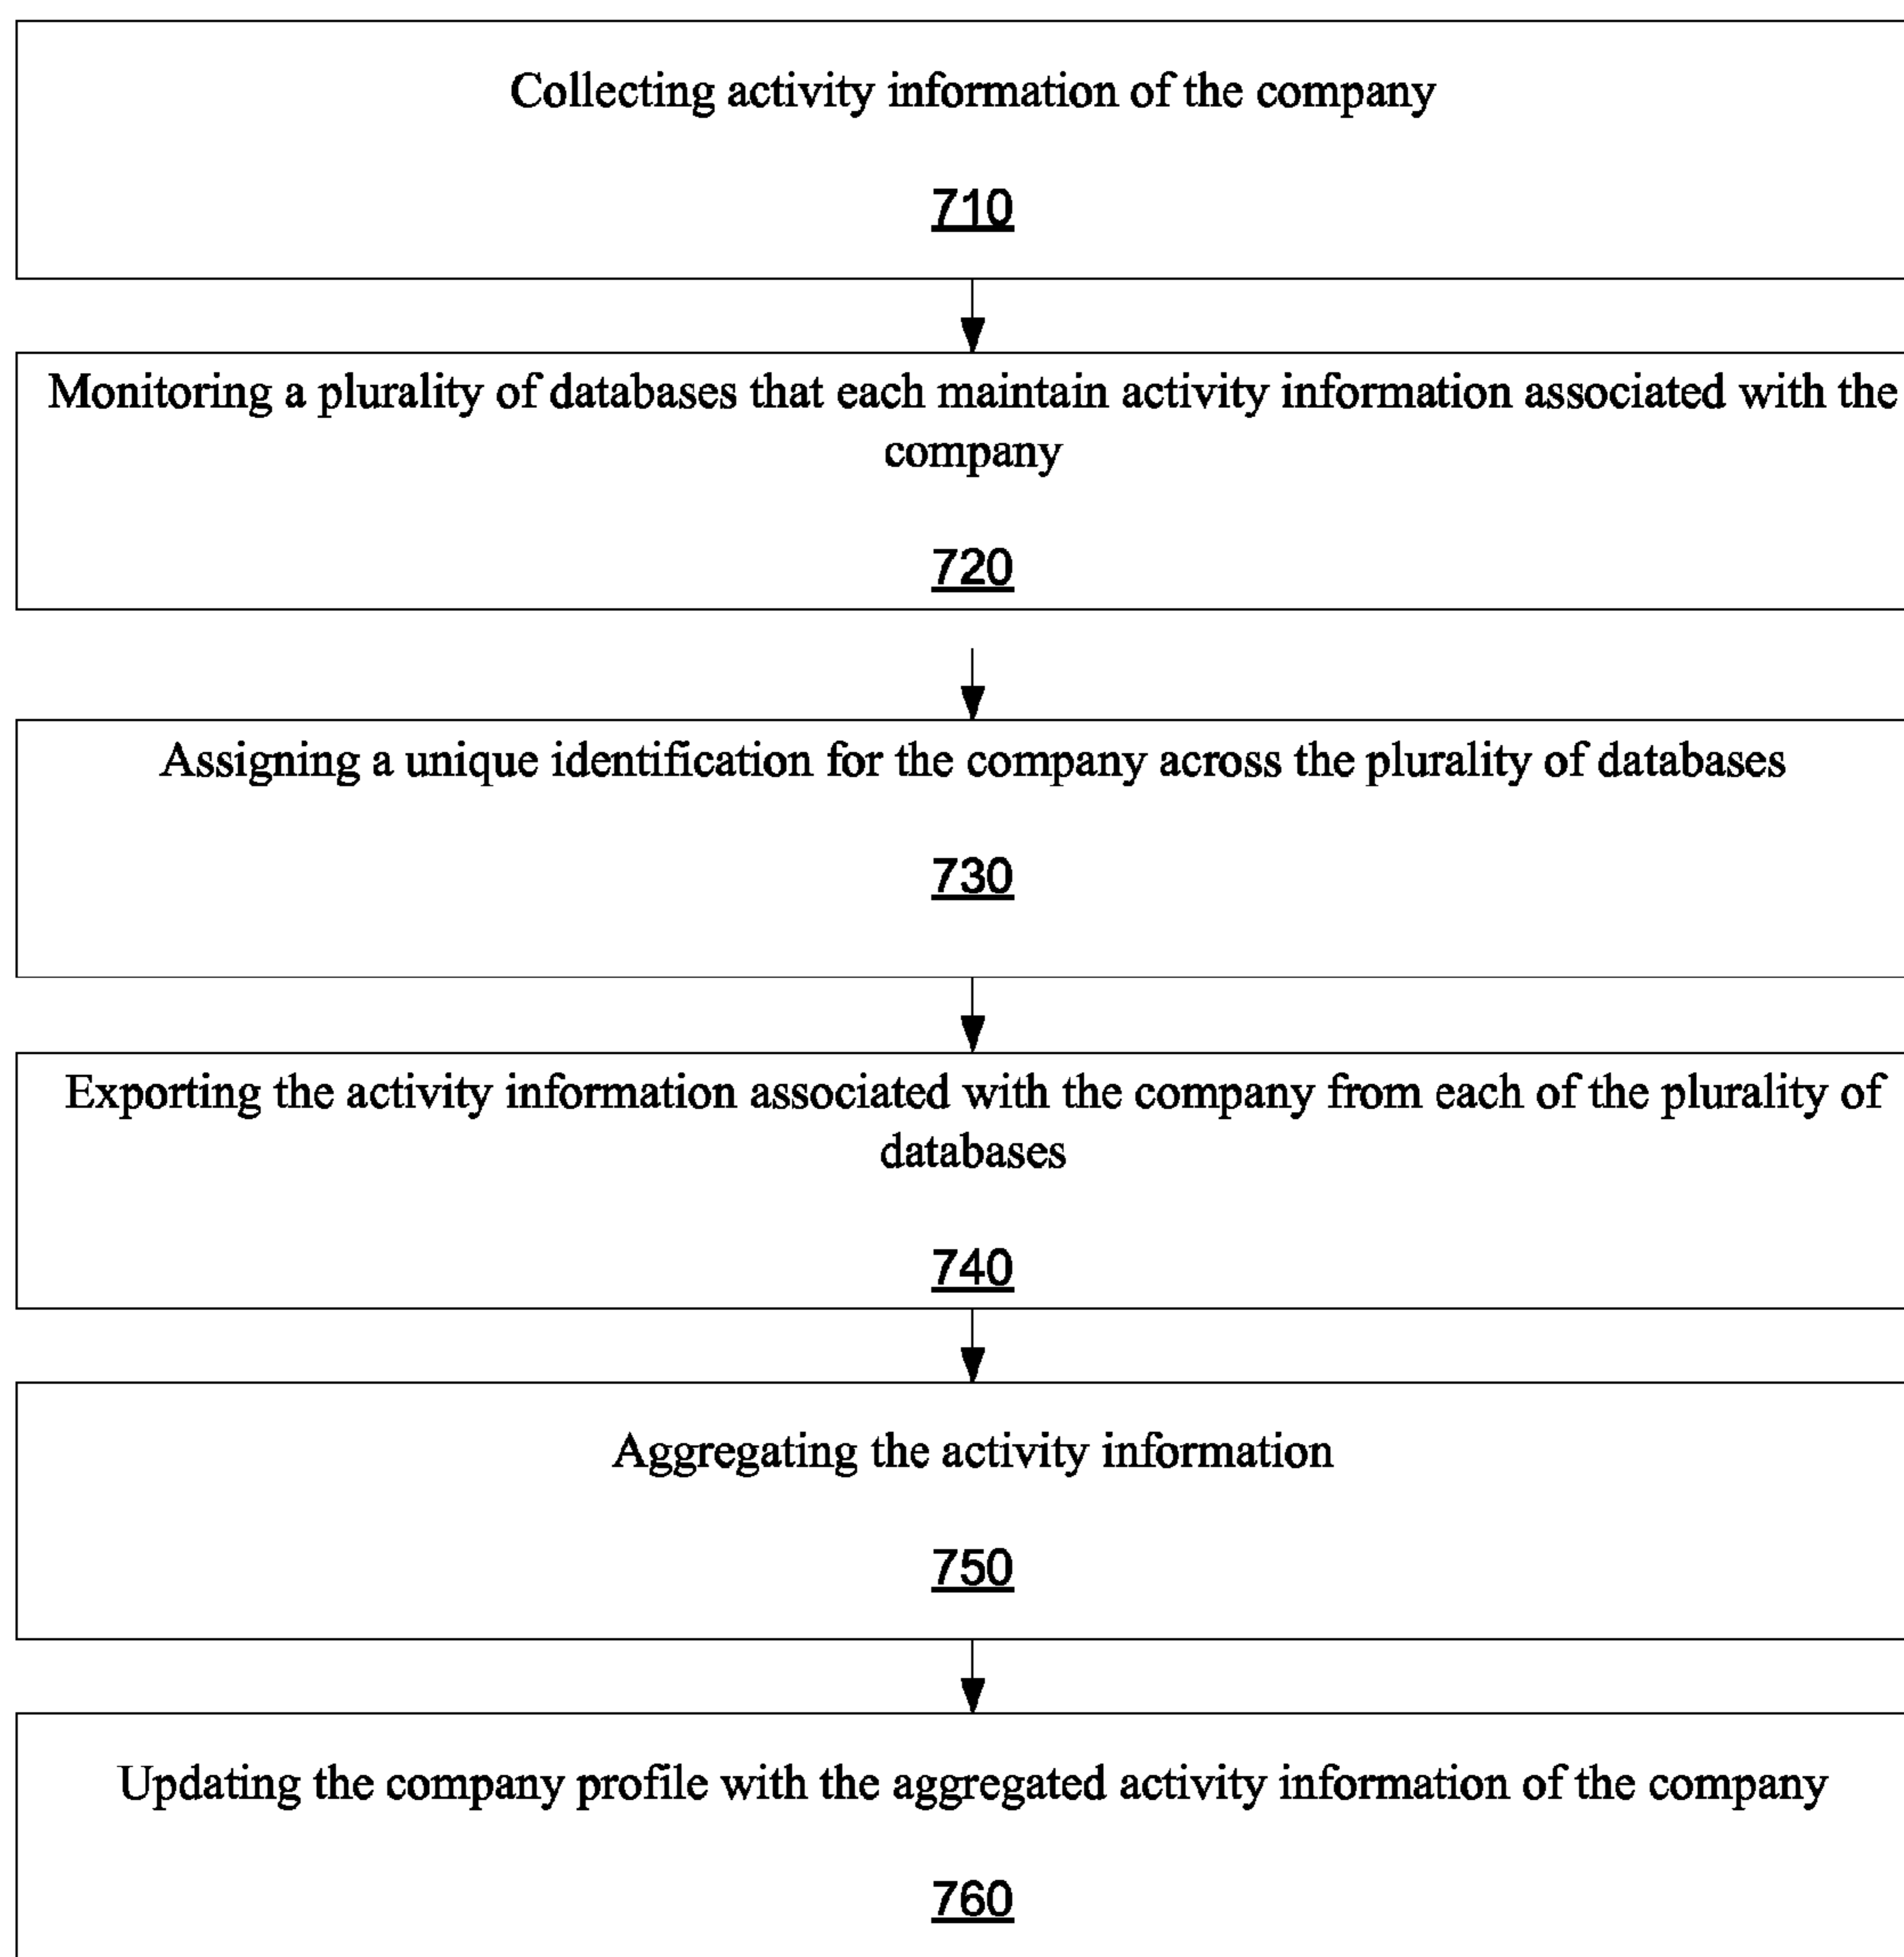 Collecting activity information of the company
710
Monitoring a plurality of databases that each maintain activity information associated with the
company
720
Assigning a unique identification for the company across the plurality of databases
730
Exporting the activity information associated with the company from each of the plurality of
databases
740
Aggregating the activity information
750
Updating the company profile with the aggregated activity information of the company
760